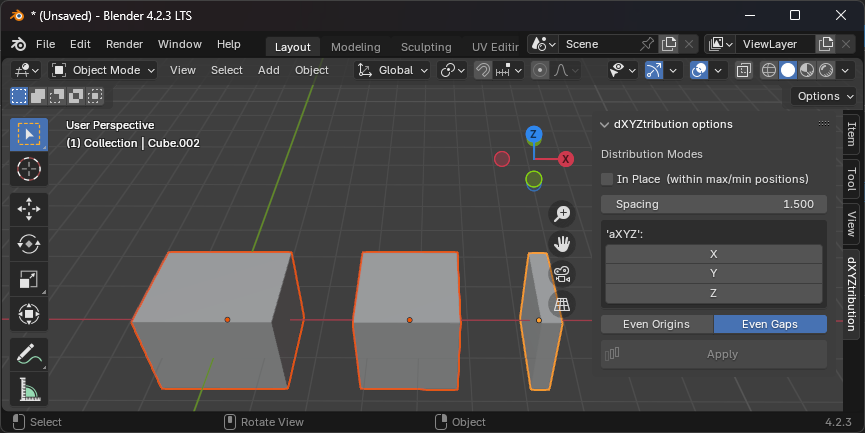 * (Unsaved) - Blender 4.2.3 LTS
File Edit Render Window Help Layout Modeling Sculpting UV Editin Scene ViewLayer
Object Mode View Select Add Object Global
Options
User Perspective
(1) Collection | Cube.002
Z
X
dXYZtribution options
Distribution Modes
In Place (within max/min positions)
Spacing 1.500
'aXYZ':
X
Y
Z
Even Origins Even Gaps
Apply
Item
Tool
View
dXYZtribution
Select Rotate View Object 4.2.3